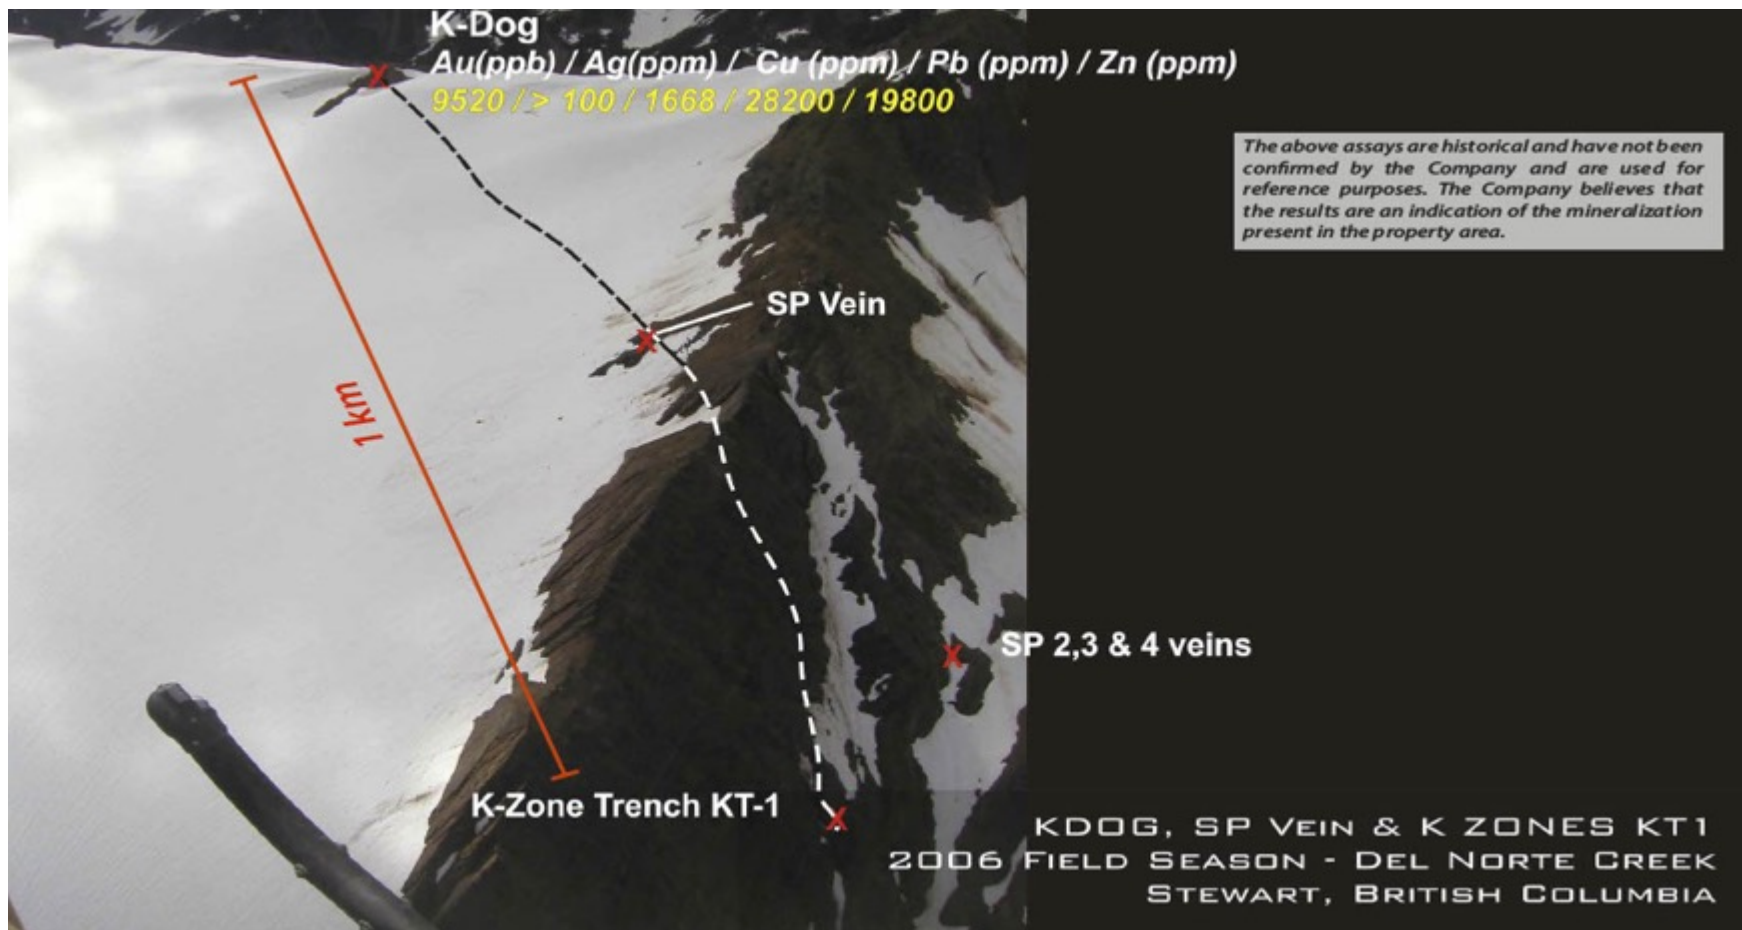 K-Dog
Au(ppb) / Ag(ppm) / Cu (ppm) / Pb (ppm) / Zn (ppm)
9520 / > 100 / 1668 / 28200 / 19800
The above assays are historical and have not been
confirmed by the Company and are used for
reference purposes. The Company believes that
the results are an indication of the mineralization
present in the property area.
SP Vein
1 km
SP 2,3 & 4 veins
K-Zone Trench KT-1
KDOG, SP VEIN & K ZONES KT1
2006 FIELD SEASON - DEL NORTE CREEK
STEWART, BRITISH COLUMBIA